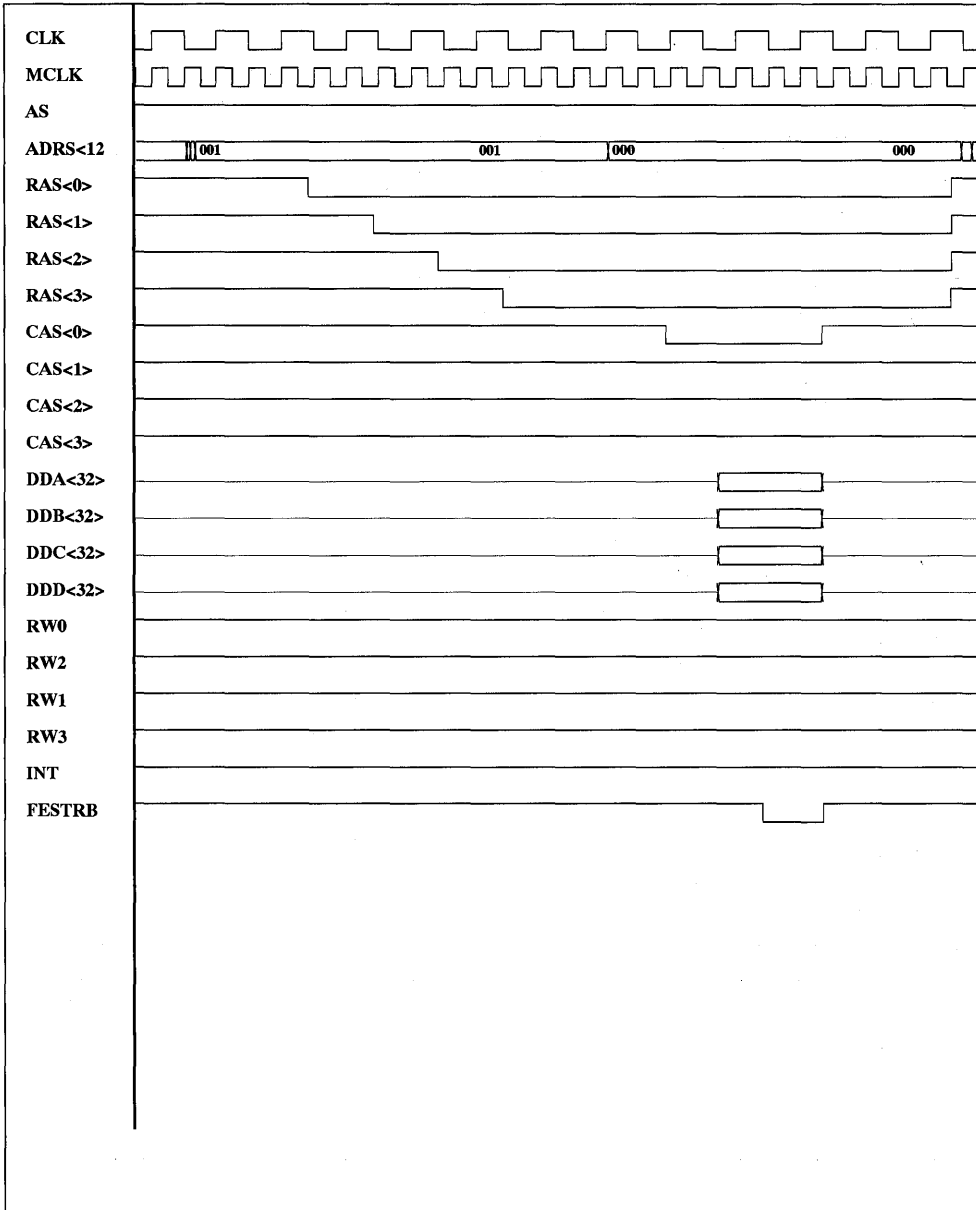 CLK
MCLK
AS
ADRS<12 001 001 000 000
RAS<0>
RAS<1>
RAS<2>
RAS<3>
CAS<0>
CAS<1>
CAS<2>
CAS<3>
DDA<32>
DDB<32>
DDC<32>
DDD<32>
RW0
RW2
RW1
RW3
INT
FESTRB